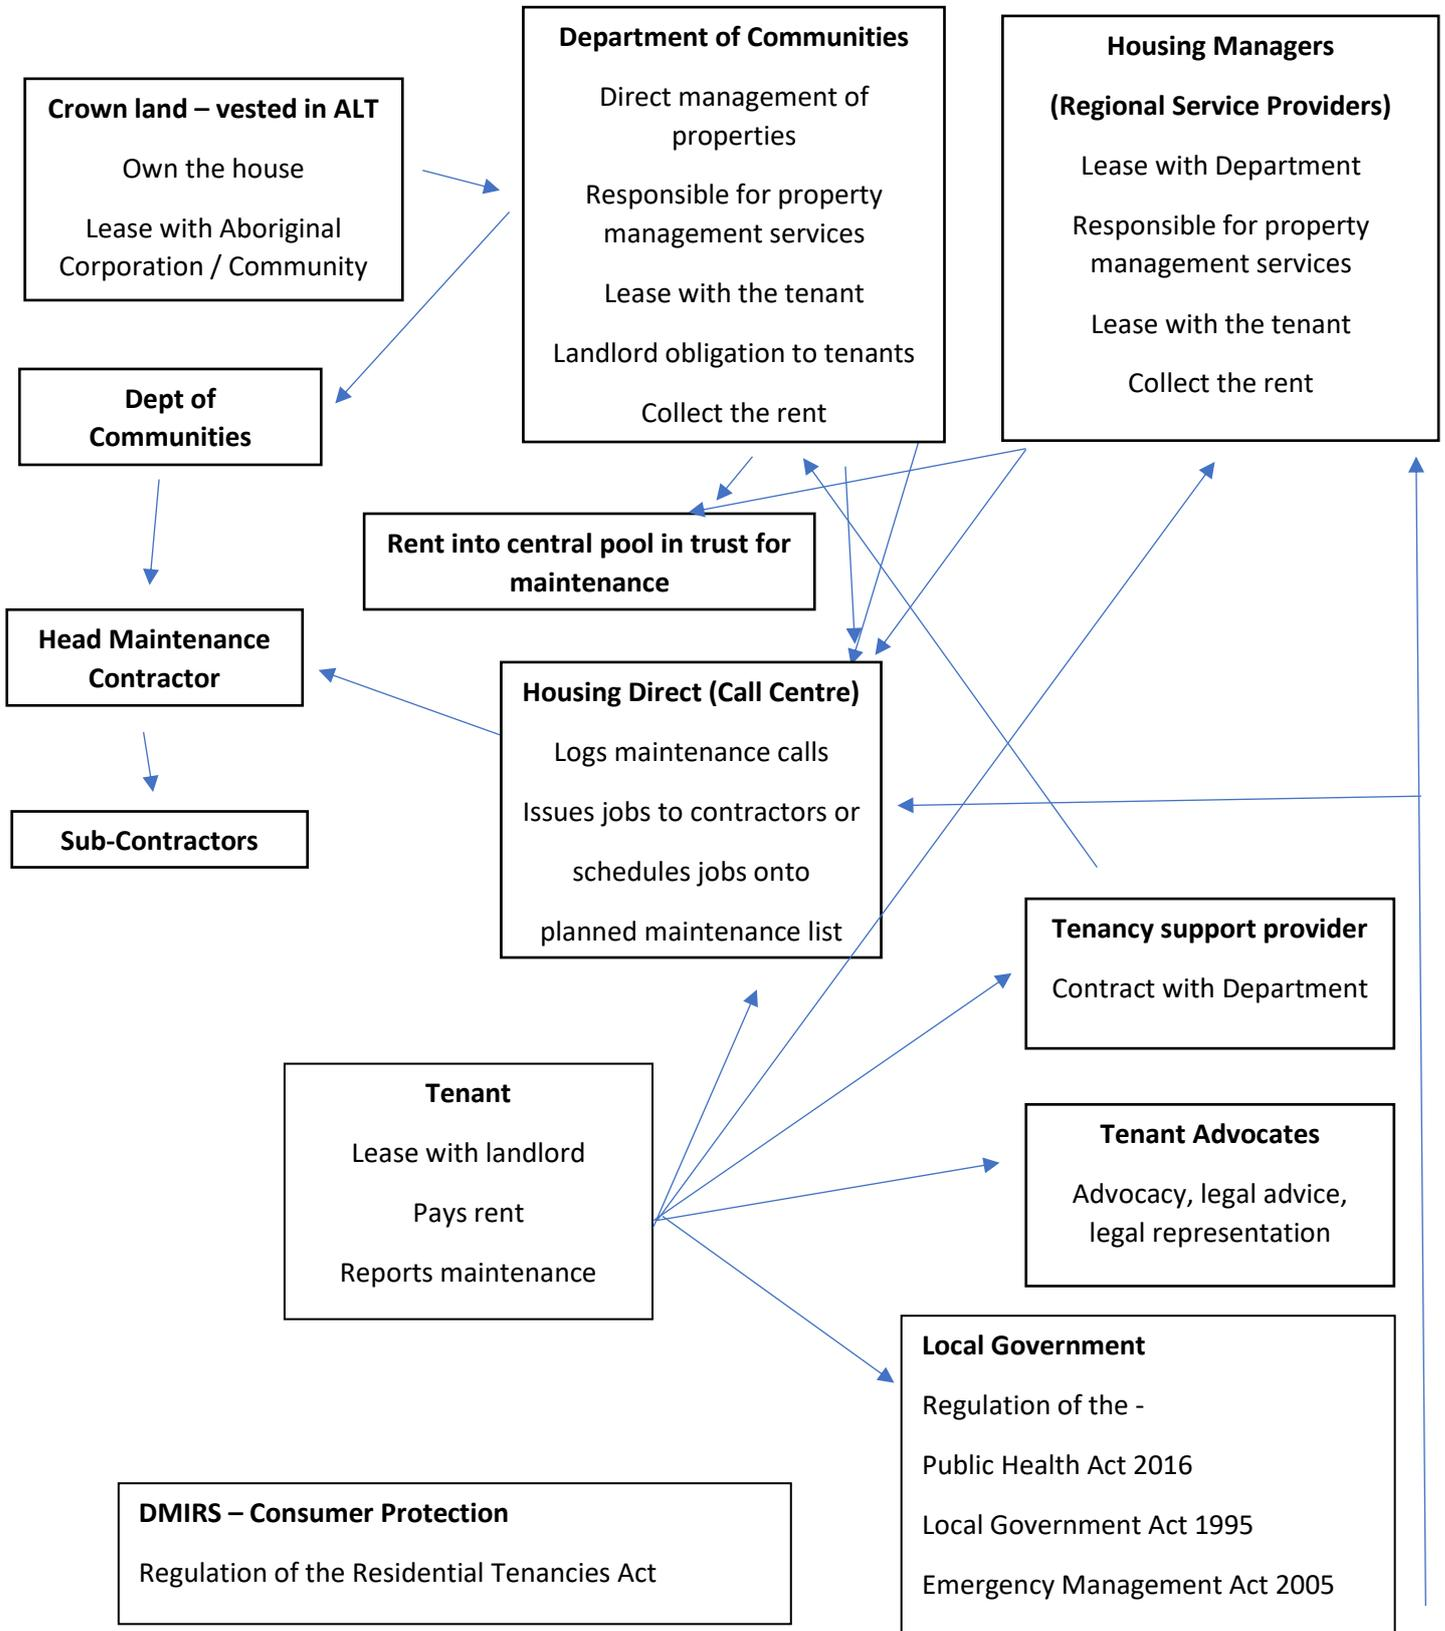 Crown land – vested in ALT
Own the house
Lease with Aboriginal
Corporation / Community
Department of Communities
Direct management of
properties
Responsible for property
management services
Lease with the tenant
Landlord obligation to tenants
Collect the rent
Housing Managers
(Regional Service Providers)
Lease with Department
Responsible for property
management services
Lease with the tenant
Collect the rent
Dept of
Communities
Rent into central pool in trust for
maintenance
Head Maintenance
Contractor
Housing Direct (Call Centre)
Logs maintenance calls
Issues jobs to contractors or
schedules jobs onto
planned maintenance list
Sub-Contractors
Tenancy support provider
Contract with Department
Tenant
Lease with landlord
Pays rent
Reports maintenance
Tenant Advocates
Advocacy, legal advice,
legal representation
Local Government
Regulation of the -
Public Health Act 2016
Local Government Act 1995
Emergency Management Act 2005
DMIRS – Consumer Protection
Regulation of the Residential Tenancies Act